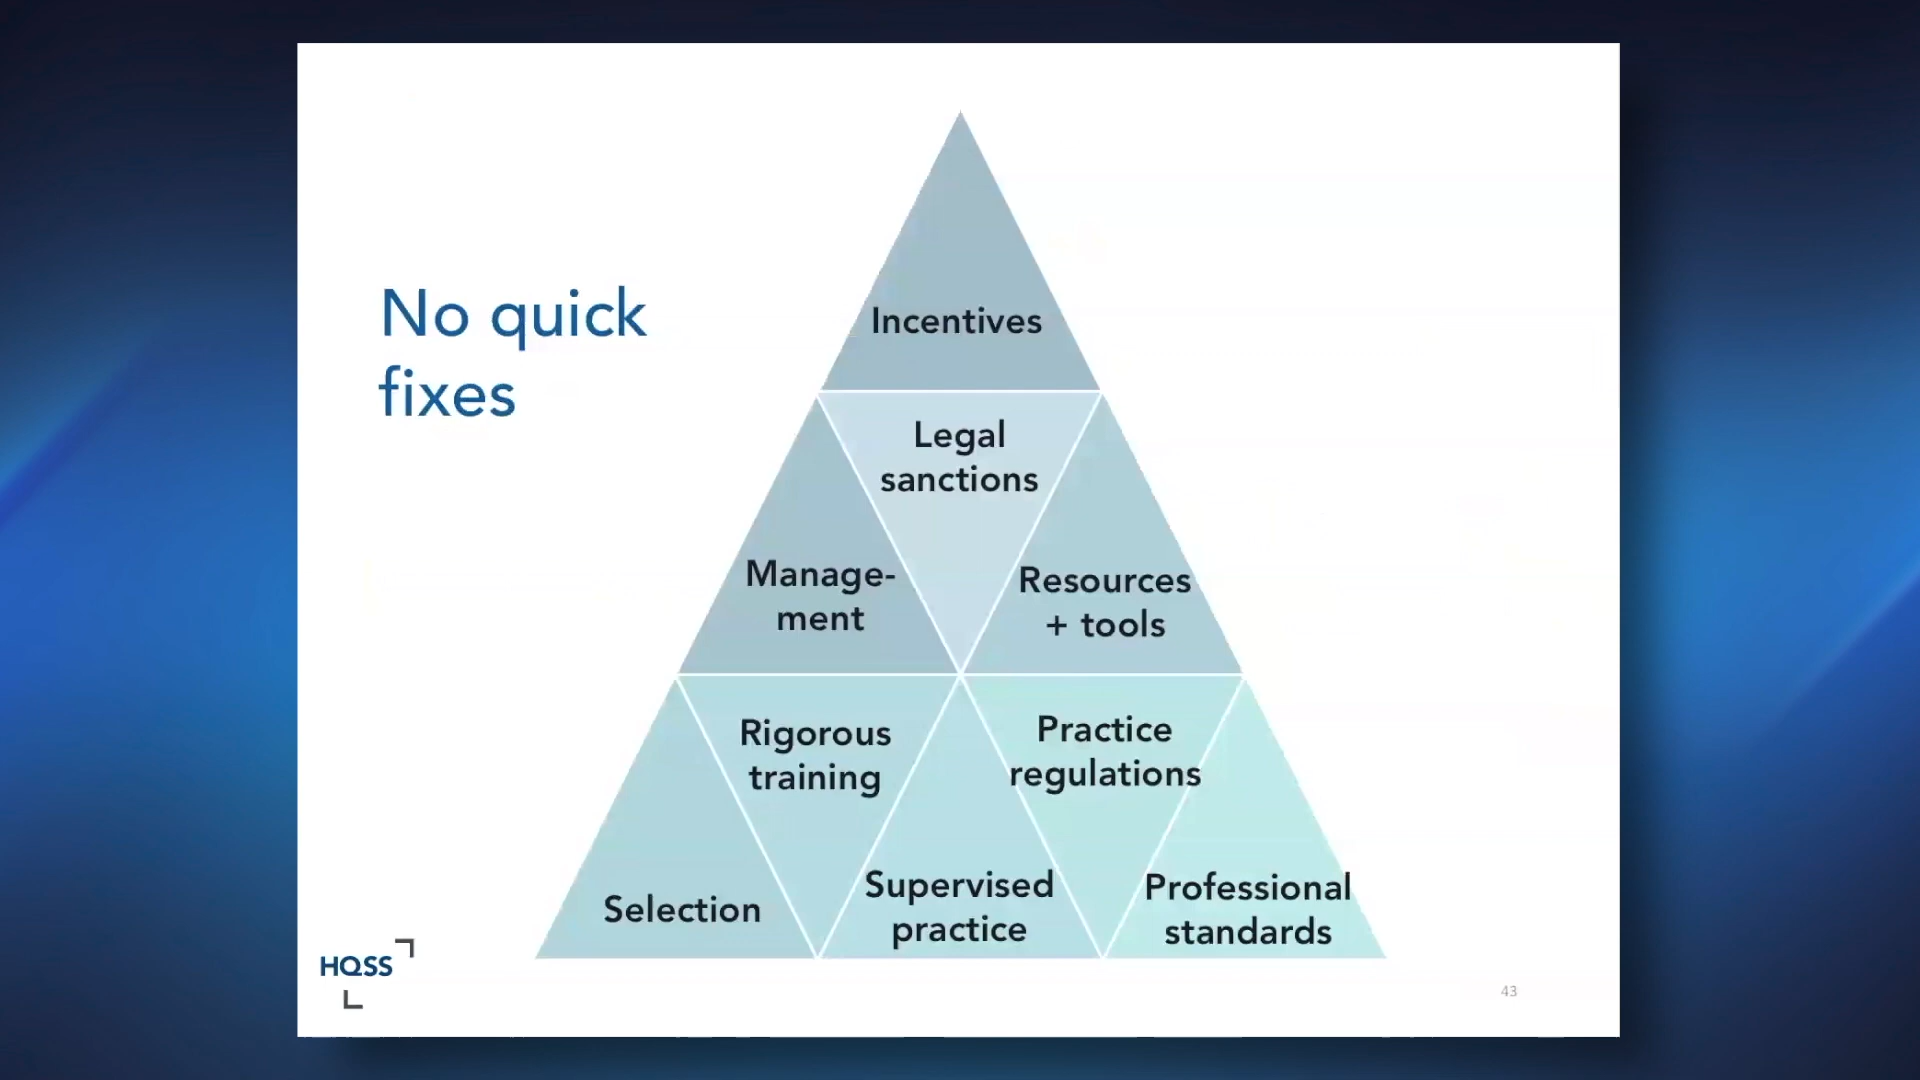 No quick
fixes
Incentives
Legal
sanctions
Manage-
ment
Resources
+ tools
Rigorous
training
Practice
regulations
Selection
Supervised
practice
Professional
standards
HQSS
43